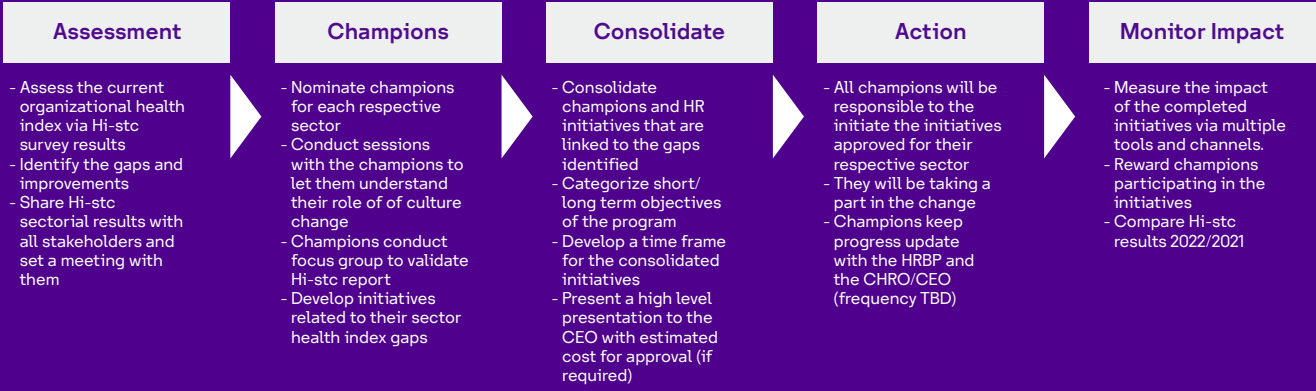 Assessment
- Assess the current
organizational health
index via Hi-stc
survey results
- Identify the gaps and
improvements
- Share Hi-stc
sectorial results with
all stakeholders and
set a meeting with
them
Champions
- Nominate champions
for each respective
sector
- Conduct sessions
with the champions to
let them understand
their role of of culture
change
- Champions conduct
focus group to validate
Hi-stc report
- Develop initiatives
related to their sector
health index gaps
Consolidate
- Consolidate
champions and HR
initiatives that are
linked to the gaps
identified
- Categorize short/
long term objectives
of the program
- Develop a time frame
for the consolidated
initiatives
- Present a high level
presentation to the
CEO with estimated
cost for approval (if
required)
Action
- All champions will be
responsible to the
initiate the initiatives
approved for their
respective sector
- They will be taking a
part in the change
- Champions keep
progress update
with the HRBP and
the CHRO/CEO
(frequency TBD)
Monitor Impact
- Measure the impact
of the completed
initiatives via multiple
tools and channels.
- Reward champions
participating in the
initiatives
- Compare Hi-stc
results 2022/2021